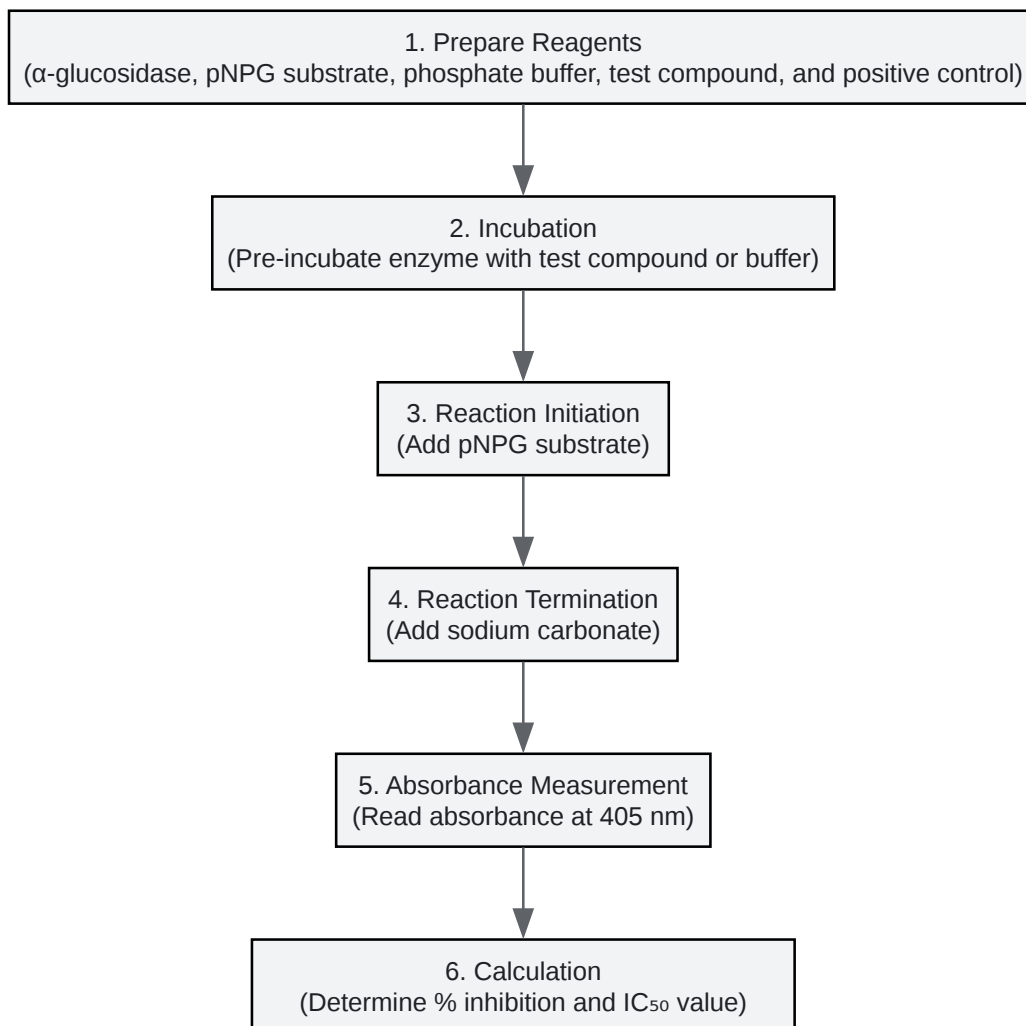 1. Prepare Reagents
(α-glucosidase, pNPG substrate, phosphate buffer, test compound, and positive control)
2. Incubation
(Pre-incubate enzyme with test compound or buffer)
3. Reaction Initiation
(Add pNPG substrate)
4. Reaction Termination
(Add sodium carbonate)
5. Absorbance Measurement
(Read absorbance at 405 nm)
6. Calculation
(Determine % inhibition and IC₅₀ value)